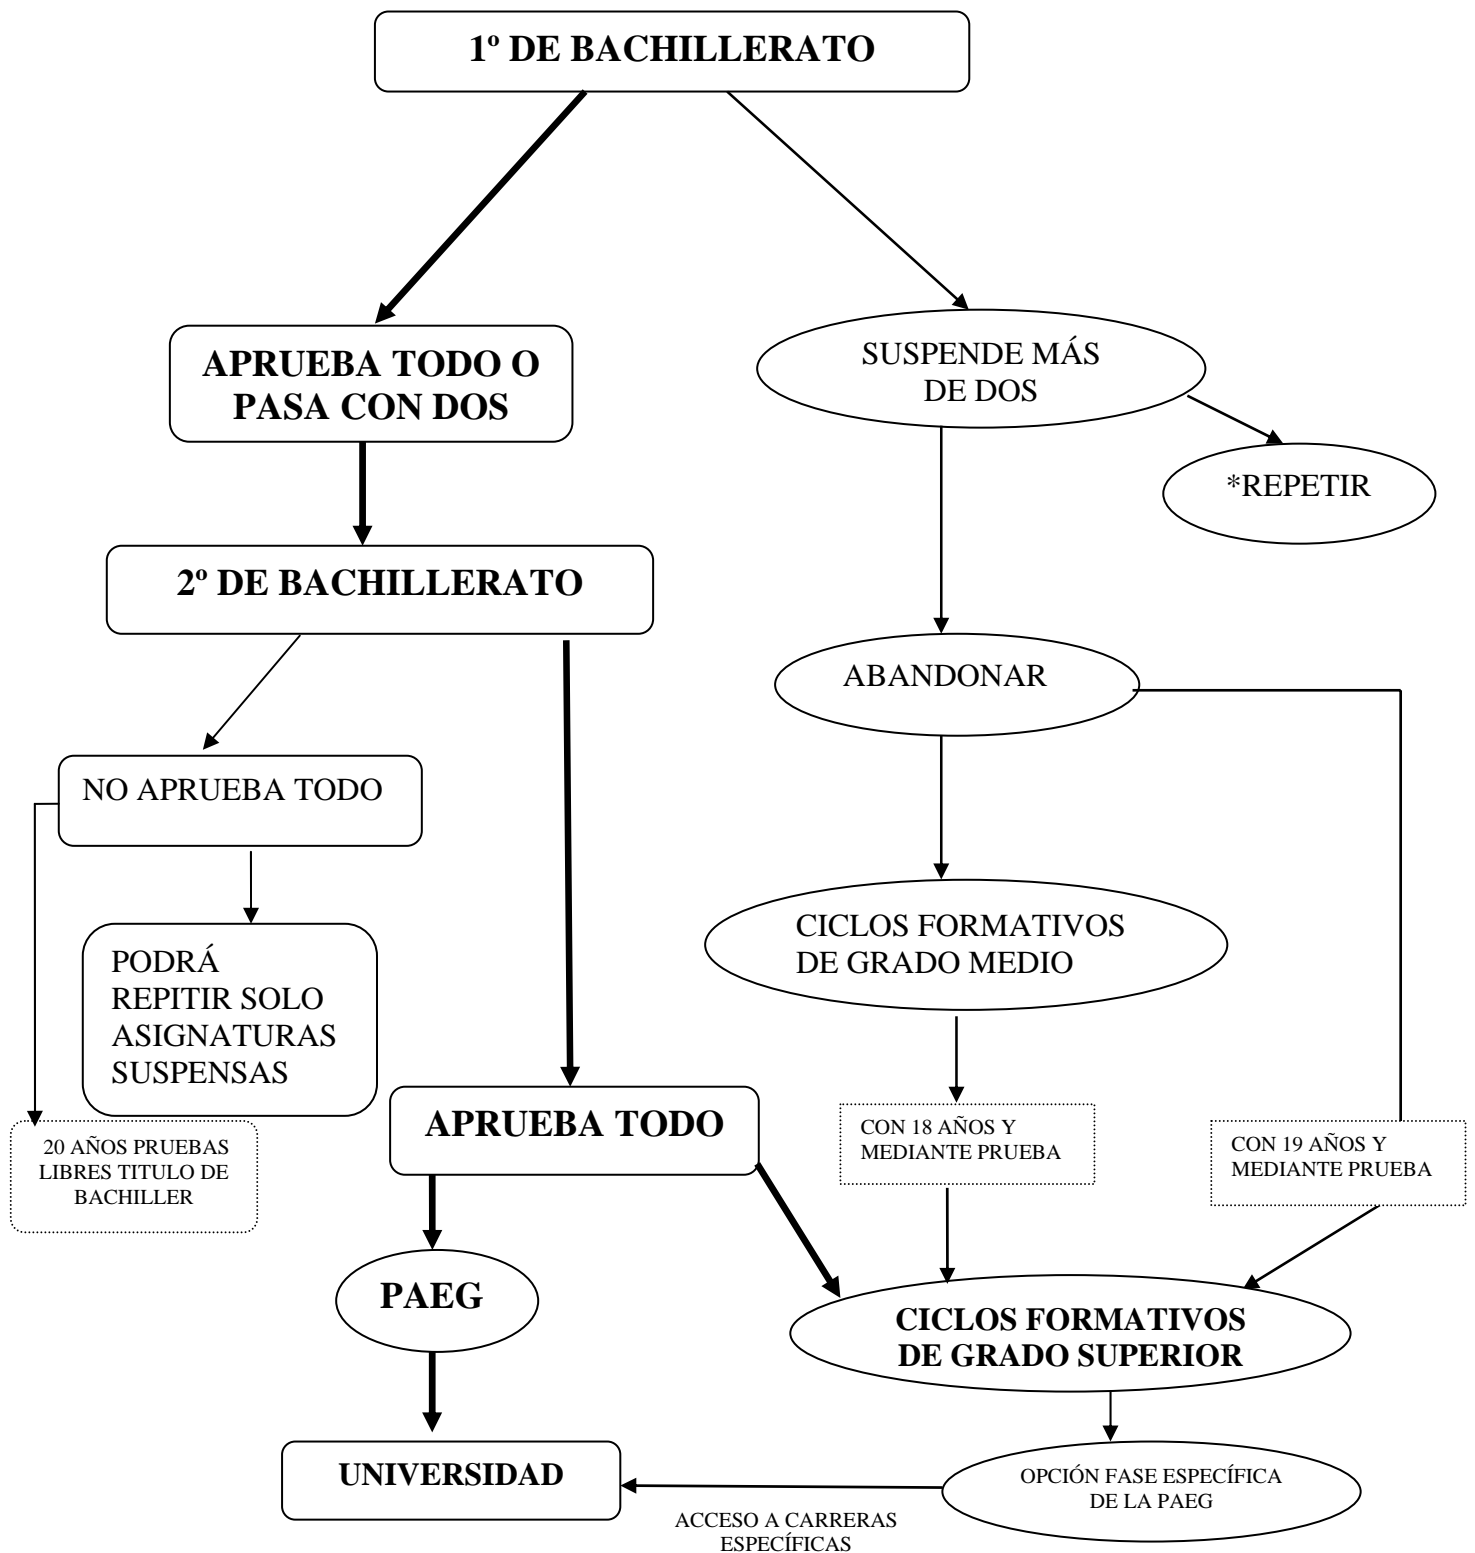 1º DE BACHILLERATO
APRUEBA TODO O
PASA CON DOS
SUSPENDE MÁS
DE DOS
*REPETIR
2º DE BACHILLERATO
ABANDONAR
NO APRUEBA TODO
CICLOS FORMATIVOS
DE GRADO MEDIO
PODRÁ
REPITIR SOLO
ASIGNATURAS
SUSPENSAS
APRUEBA TODO
CON 18 AÑOS Y
MEDIANTE PRUEBA
CON 19 AÑOS Y
MEDIANTE PRUEBA
20 AÑOS PRUEBAS
LIBRES TITULO DE
BACHILLER
PAEG
CICLOS FORMATIVOS
DE GRADO SUPERIOR
UNIVERSIDAD
OPCIÓN FASE ESPECÍFICA
DE LA PAEG
ACCESO A CARRERAS
ESPECÍFICAS